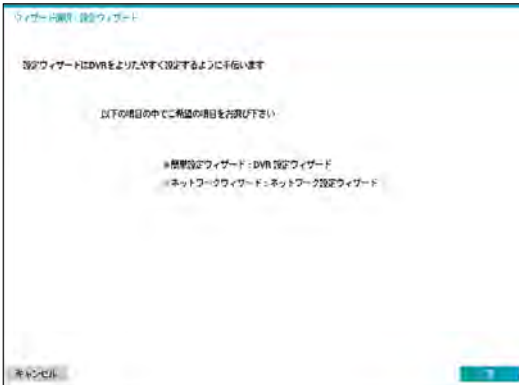 ウィザード選択 : 設定ウィザード
設定ウィザードはDVRをよりたやすく設定するように手伝います
以下の項目の中でご希望の項目をお選び下さい
簡単設定ウィザード : DVR 設定ウィザード
ネットワークウィザード : ネットワーク設定ウィザード
キャンセル
次